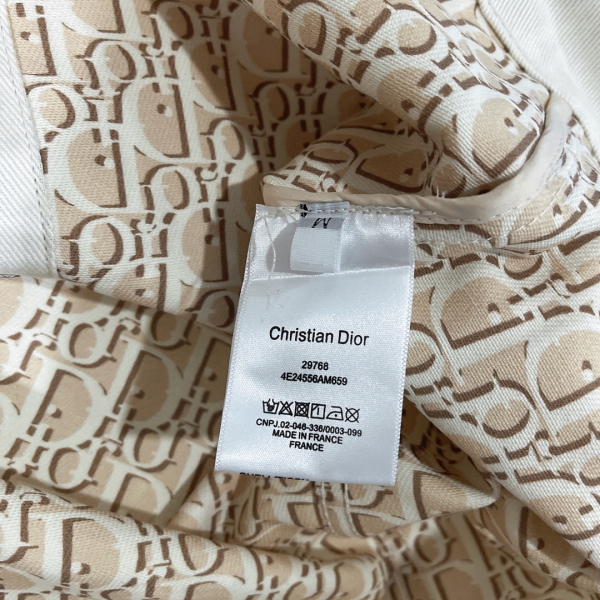 M
Christian Dior
29768
4E24556AM659
CNPJ.02-046-336/0003-099
MADE IN FRANCE
FRANCE